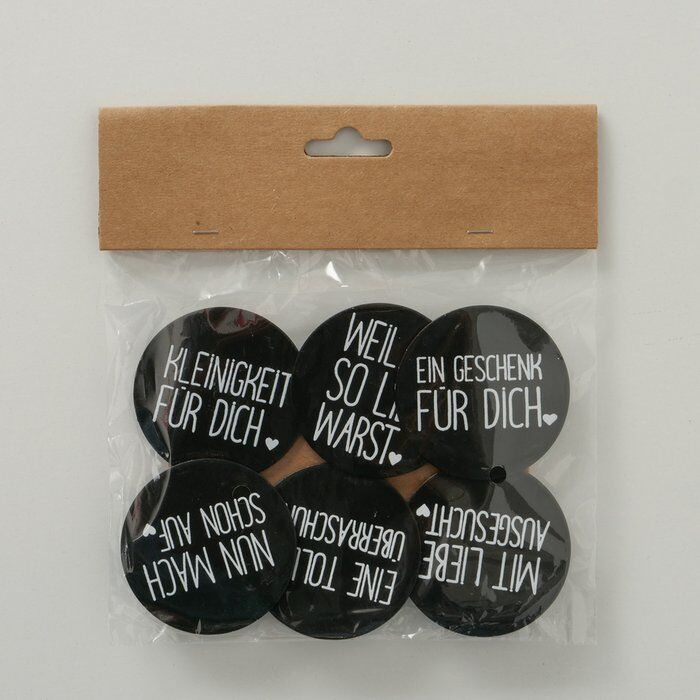 KLEINIGKEIT
FÜR DICH
WEIL
SO
WARST
EIN GESCHENK
FÜR DICH
NUN MACH
SCHON AUF
EINE
MIT LIEBE
AUSGESUCHT